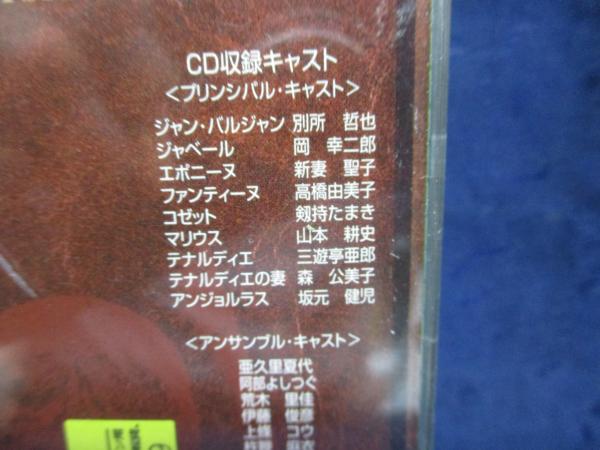 CD収録キャスト
<プリンシパル・キャスト>
ジャン・バルジャン 別所 哲也
ジャベール 岡 幸二郎
エポニーヌ 新妻 聖子
ファンティーヌ 高橋由美子
コゼット 剱持たまき
マリウス 山本 耕史
テナルディエ 三遊亭亜郎
テナルディエの妻 森 公美子
アンジョルラス 坂元 健児
<アンサンブル・キャスト>
亜久里夏代
阿部よしつぐ
荒木 里佳
伊藤 俊彦
上條 コウ